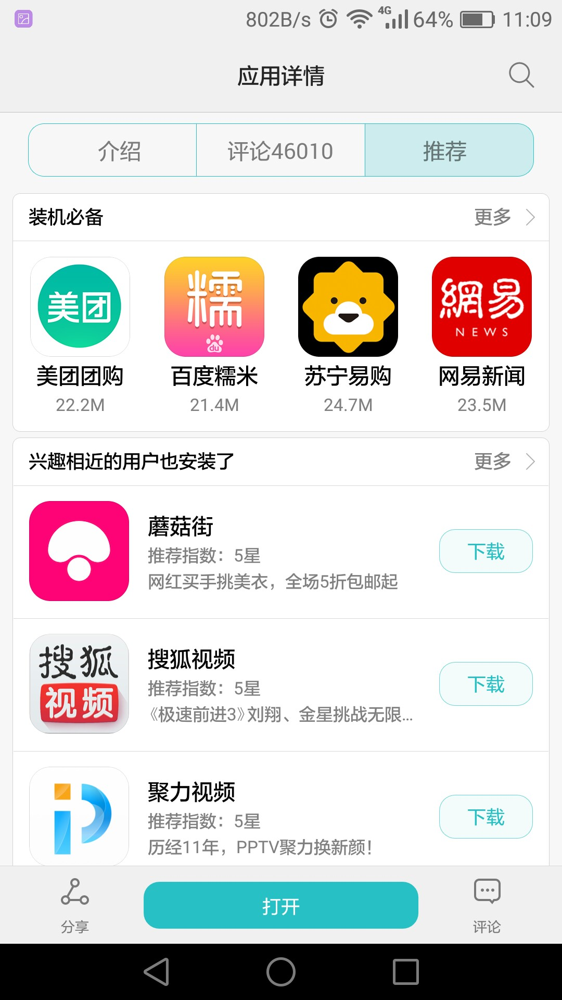 802B/s 4G 64% 11:09
应用详情
介绍 评论46010 推荐
装机必备 更多
美团 糯 du 網易 NEWS
美团团购 百度糯米 苏宁易购 网易新闻
22.2M 21.4M 24.7M 23.5M
兴趣相近的用户也安装了 更多
蘑菇街
推荐指数：5星
下载
网红买手挑美衣，全场5折包邮起
搜狐视频
搜狐视频
推荐指数：5星
下载
《极速前进3》刘翔、金星挑战无限...
聚力视频
推荐指数：5星
下载
历经11年，PPTV聚力换新颜！
分享 打开 评论